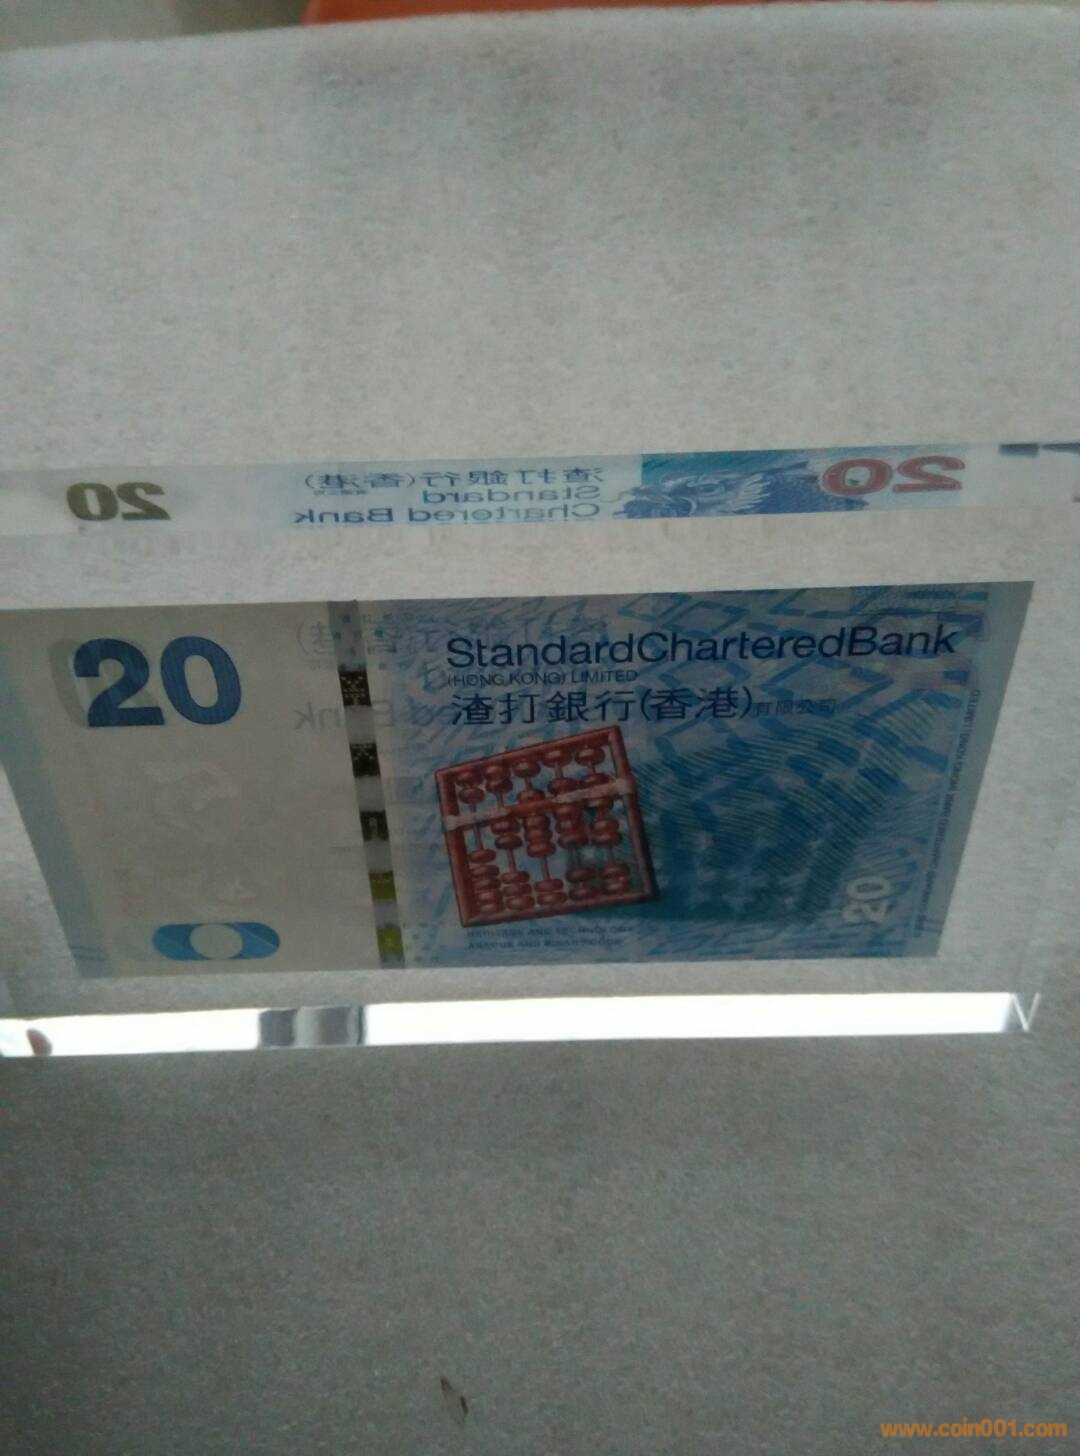 20
渣打銀行(香港)
Standard
Chartered Bank
20
20
StandardCharteredBank
(HONG KONG) LIMITED
渣打銀行(香港)有限公司
20
www.coin001.com